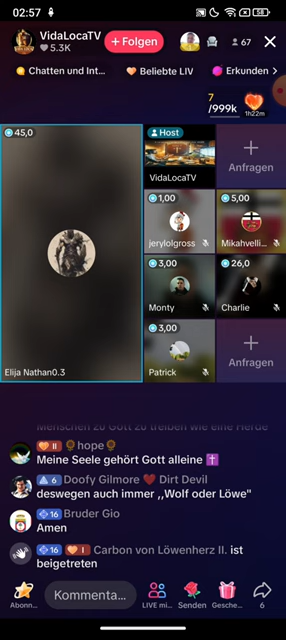 02:57
58
VidaLocaTV
5.3K
+ Folgen
67
Chatten und Int...
Beliebte LIV
Erkunden
7
/999k
1h22m
45,0
Host
VidaLocaTV
Anfragen
1,00
jerylolgross
5,00
Mikahvelli...
3,00
Monty
26,0
Charlie
3,00
Patrick
Anfragen
Elija Nathan0.3
Menschen zu Gott zu treiben wie eine Herde
II hope
Meine Seele gehört Gott alleine ✝️
6 Doofy Gilmore ❤️ Dirt Devil
deswegen auch immer ,,Wolf oder Löwe"
16 Bruder Gio
Amen
16 I Carbon von Löwenherz II. ist
beigetreten
Abonn...
Kommenta...
LIVE mi...
Senden
Gesche...
6